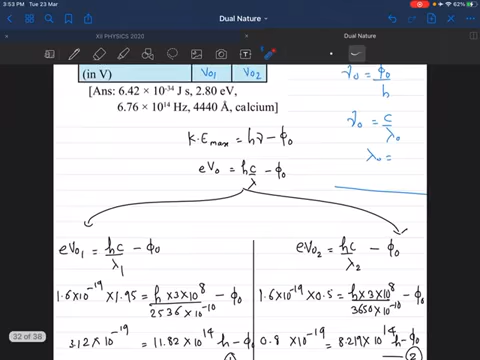 3:53 PM Tue 23 Mar
Dual Nature
52%
XII PHYSICS 2020
Dual Nature
(in V) V₀₁ V₀₂
[Ans: 6.42 × 10⁻³⁴ J s, 2.80 eV,
6.76 × 10¹⁴ Hz, 4440 Å, calcium]
ν₀ = ϕ₀/h
ν₀ = c/λ₀
λ₀ =
K.Emax = hν − ϕ₀
eV₀ = hc/λ − ϕ₀
eV₀₁ = hc/λ₁ − ϕ₀
eV₀₂ = hc/λ₂ − ϕ₀
1.6×10⁻¹⁹ × 1.95 = h×3×10⁸/2536×10⁻¹⁰ − ϕ₀
1.6×10⁻¹⁹ × 0.5 = h×3×10⁸/3650×10⁻¹⁰ − ϕ₀
3.12 ×10⁻¹⁹ = 11.82 × 10¹⁴ h − ϕ₀
0.8 ×10⁻¹⁹ = 8.219 × 10¹⁴ h − ϕ₀
②
32 of 38